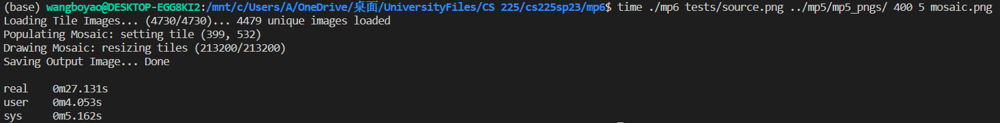 (base) wangboyao@DESKTOP-EGG8KI2:/mnt/c/Users/A/OneDrive/桌面/UniversityFiles/CS 225/cs225sp23/mp6$ time ./mp6 tests/source.png ../mp5/mp5_pngs/ 400 5 mosaic.png
Loading Tile Images... (4730/4730)... 4479 unique images loaded
Populating Mosaic: setting tile (399, 532)
Drawing Mosaic: resizing tiles (213200/213200)
Saving Output Image... Done
real 0m27.131s
user 0m4.053s
sys 0m5.162s